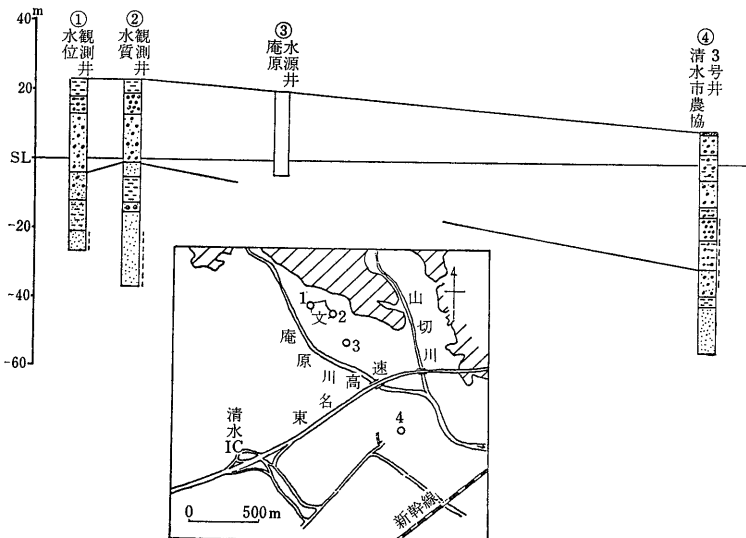 40m
20
SL
-20
-40
-60
①
水位
観測井
②
水質
観測井
③
庵原
水源井
④
清水市農協
3号井
1
文
2
3
4
4
庵原川
山切川
東名高速
清水
IC
新幹線
0 500m